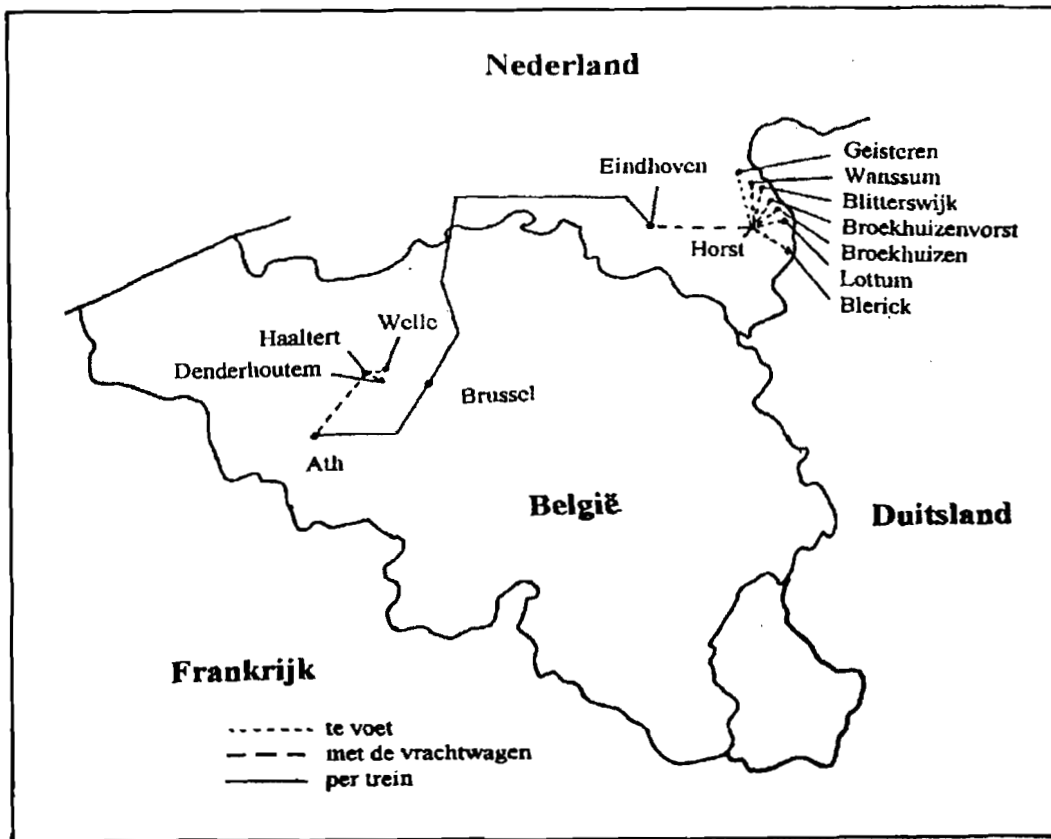 Nederland
Eindhoven
Geisteren
Wanssum
Blitterswijk
Broekhuizenvorst
Broekhuizen
Lottum
Blerick
Horst
Haaltert
Welle
Denderhoutem
Brussel
Ath
België
Duitsland
Frankrijk
te voet
met de vrachtwagen
per trein